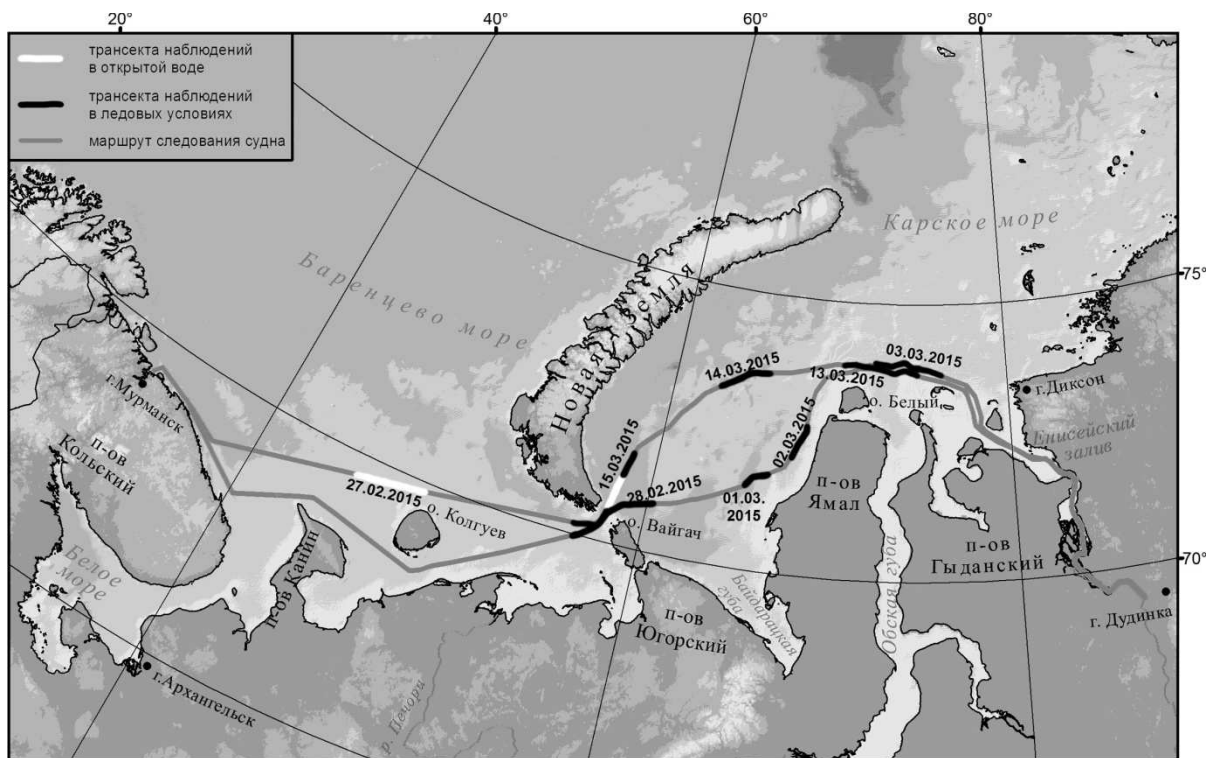 20°
40°
60°
80°
трансекта наблюдений
в открытой воде
трансекта наблюдений
в ледовых условиях
маршрут следования судна
Карское море
75°
Баренцево море
Новая Земля
03.03.2015
14.03.2015
13.03.2015
г.Мурманск
о. Белый
г.Диксон
п-ов
Кольский
Енисейский
залив
02.03.2015
15.03.2015
28.02.2015
27.02.2015
01.03.
2015
о. Колгуев
о. Вайгач
п-ов
Ямал
п-ов
Гыданский
70°
Белое
море
п-ов Канин
Байдарацкая
губа
Обская губа
п-ов
Югорский
г. Дудинка
г.Архангельск
р. Печора